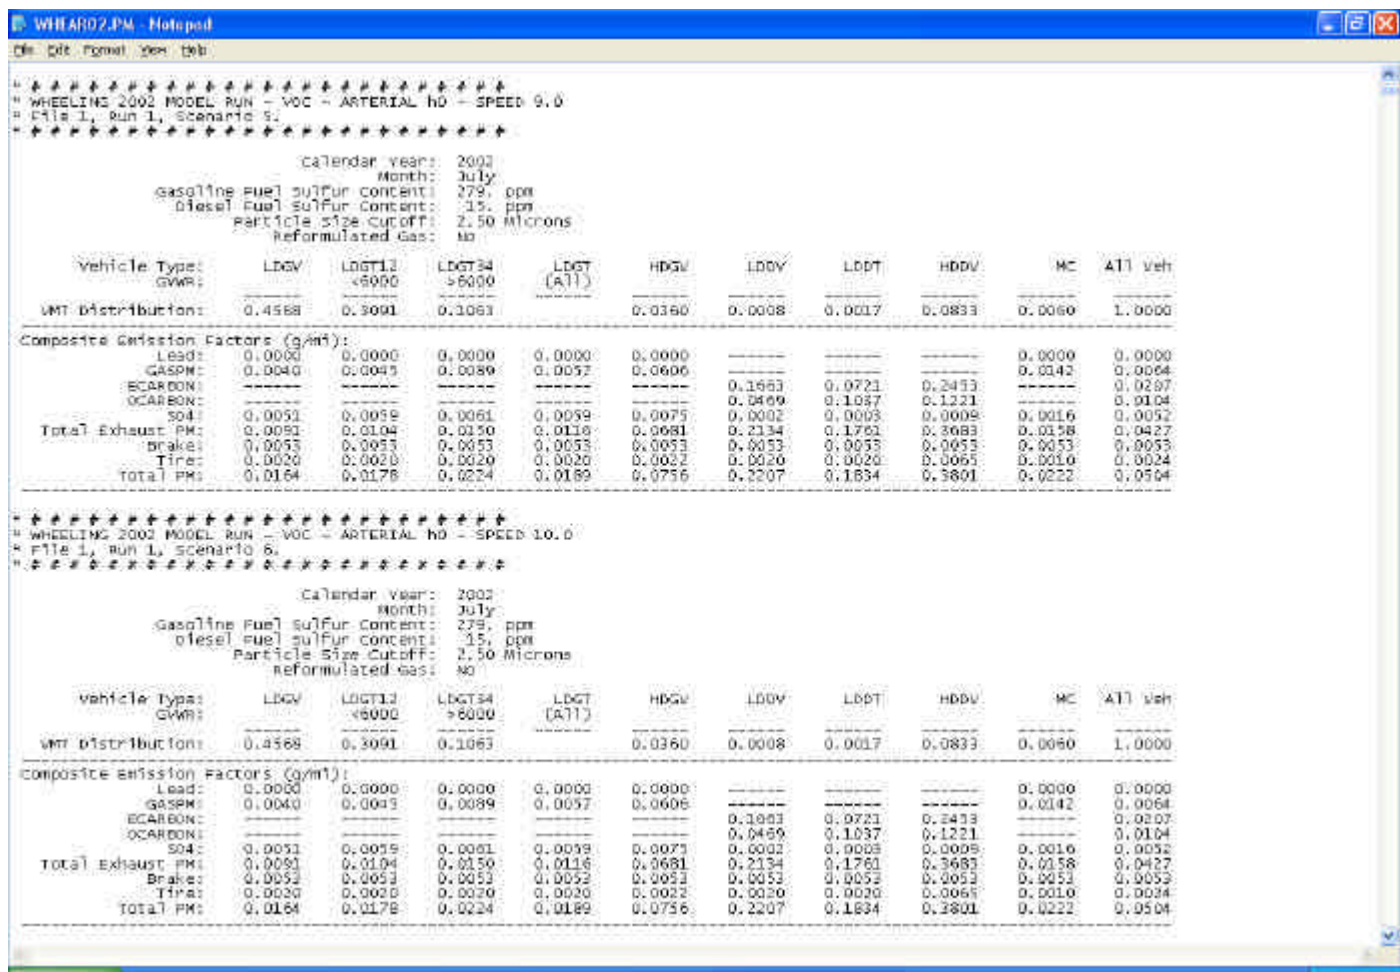 WHEAR02.PM - Notepad
File Edit Format View Help
* # # # # # # # # # # # # # # # # # # # # # # # # #
* WHEELING 2002 MODEL RUN - VOC - ARTERIAL h0 - SPEED 9.0
* File 1, Run 1, Scenario 5.
* # # # # # # # # # # # # # # # # # # # # # # # # #
Calendar Year: 2002
Month: July
Gasoline Fuel Sulfur Content: 279. ppm
Diesel Fuel Sulfur Content: 15. ppm
Particle Size Cutoff: 2.50 Microns
Reformulated Gas: No
Vehicle Type: LDGV LDGT12 LDGT34 LDGT HDGV LDDV LDDT HDDV MC All Veh
GVWR: <6000 >6000 (All)
VMT Distribution: 0.4568 0.3091 0.1063 0.0360 0.0008 0.0017 0.0833 0.0060 1.0000
Composite Emission Factors (g/mi):
Lead: 0.0000 0.0000 0.0000 0.0000 0.0000 ------ ------ ------ 0.0000 0.0000
GASPM: 0.0040 0.0045 0.0089 0.0057 0.0606 ------ ------ ------ 0.0142 0.0064
ECARBON: ------ ------ ------ ------ ------ 0.1663 0.0721 0.2453 ------ 0.0207
OCARBON: ------ ------ ------ ------ ------ 0.0469 0.1037 0.1221 ------ 0.0104
SO4: 0.0051 0.0059 0.0061 0.0059 0.0075 0.0002 0.0003 0.0009 0.0016 0.0052
Total Exhaust PM: 0.0091 0.0104 0.0150 0.0116 0.0681 0.2134 0.1761 0.3683 0.0158 0.0427
Brake: 0.0053 0.0053 0.0053 0.0053 0.0053 0.0053 0.0053 0.0053 0.0053 0.0053
Tire: 0.0020 0.0020 0.0020 0.0020 0.0022 0.0020 0.0020 0.0065 0.0010 0.0024
Total PM: 0.0164 0.0178 0.0224 0.0189 0.0756 0.2207 0.1834 0.3801 0.0222 0.0504
* # # # # # # # # # # # # # # # # # # # # # # # # #
* WHEELING 2002 MODEL RUN - VOC - ARTERIAL h0 - SPEED 10.0
* File 1, Run 1, Scenario 6.
* # # # # # # # # # # # # # # # # # # # # # # # # #
Calendar Year: 2002
Month: July
Gasoline Fuel Sulfur Content: 279. ppm
Diesel Fuel Sulfur Content: 15. ppm
Particle Size Cutoff: 2.50 Microns
Reformulated Gas: No
Vehicle Type: LDGV LDGT12 LDGT34 LDGT HDGV LDDV LDDT HDDV MC All Veh
GVWR: <6000 >6000 (All)
VMT Distribution: 0.4568 0.3091 0.1063 0.0360 0.0008 0.0017 0.0833 0.0060 1.0000
Composite Emission Factors (g/mi):
Lead: 0.0000 0.0000 0.0000 0.0000 0.0000 ------ ------ ------ 0.0000 0.0000
GASPM: 0.0040 0.0045 0.0089 0.0057 0.0606 ------ ------ ------ 0.0142 0.0064
ECARBON: ------ ------ ------ ------ ------ 0.1663 0.0721 0.2453 ------ 0.0207
OCARBON: ------ ------ ------ ------ ------ 0.0469 0.1037 0.1221 ------ 0.0104
SO4: 0.0051 0.0059 0.0061 0.0059 0.0075 0.0002 0.0003 0.0009 0.0016 0.0052
Total Exhaust PM: 0.0091 0.0104 0.0150 0.0116 0.0681 0.2134 0.1761 0.3683 0.0158 0.0427
Brake: 0.0053 0.0053 0.0053 0.0053 0.0053 0.0053 0.0053 0.0053 0.0053 0.0053
Tire: 0.0020 0.0020 0.0020 0.0020 0.0022 0.0020 0.0020 0.0065 0.0010 0.0024
Total PM: 0.0164 0.0178 0.0224 0.0189 0.0756 0.2207 0.1834 0.3801 0.0222 0.0504